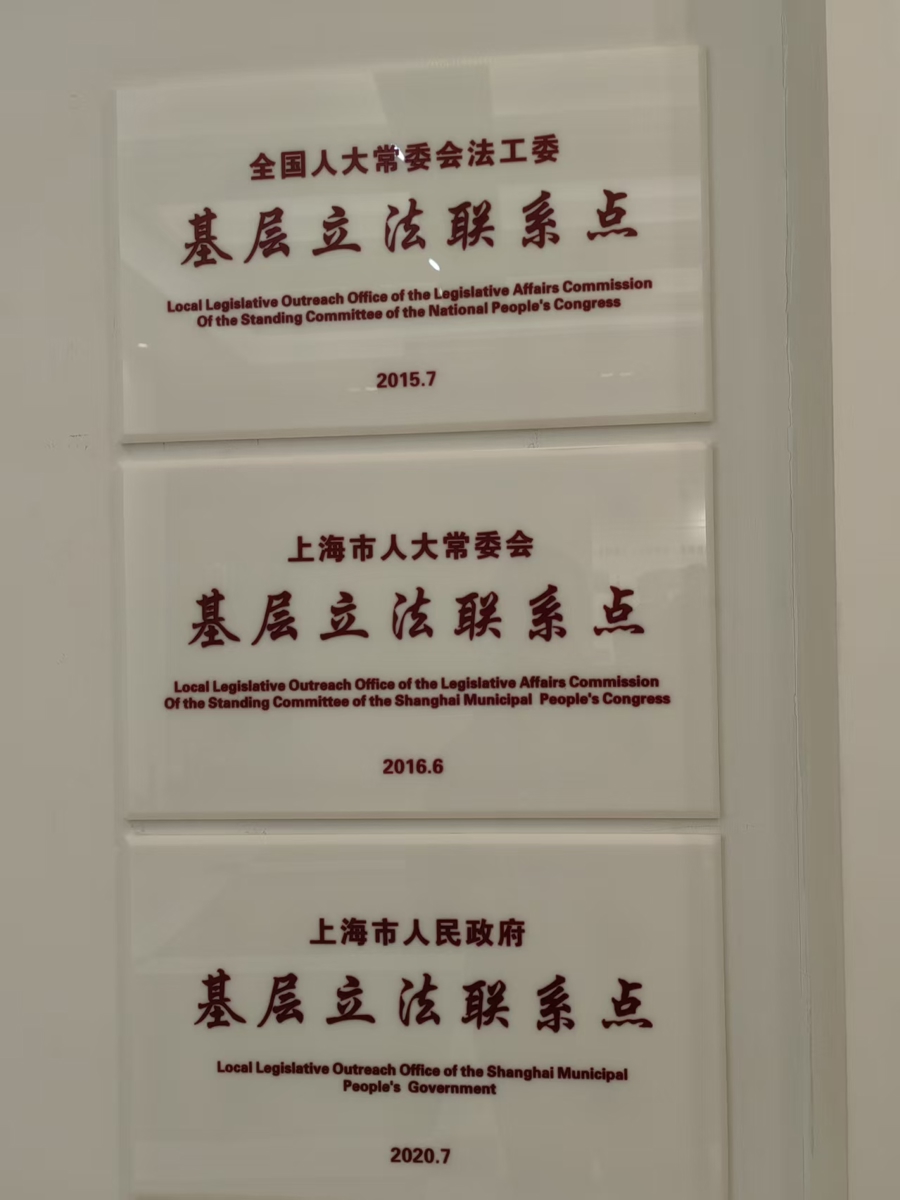 全国人大常委会法工委
基层立法联系点
Local Legislative Outreach Office of the Legislative Affairs Commission
Of the Standing Committee of the National People's Congress
2015.7
上海市人大常委会
基层立法联系点
Local Legislative Outreach Office of the Legislative Affairs Commission
Of the Standing Committee of the Shanghai Municipal People's Congress
2016.6
上海市人民政府
基层立法联系点
Local Legislative Outreach Office of the Shanghai Municipal
People's Government
2020.7